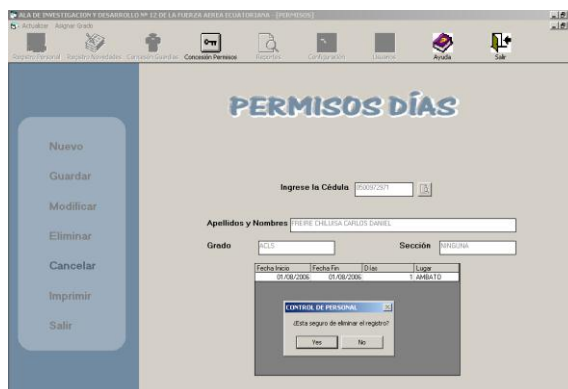 ALA DE INVESTIGACION Y DESARROLLO Nº 12 DE LA FUERZA AEREA ECUATORIANA - [PERMISOS]
Actualizar Asignar Grado
Registro Personal Registro Novedades Concesión Guardias Concesión Permisos Reportes Configuración Usuarios Ayuda Salir
PERMISOS DÍAS
Nuevo
Guardar
Modificar
Eliminar
Cancelar
Imprimir
Salir
Ingrese la Cédula 0500972971
Apellidos y Nombres FREIRE CHILUISA CARLOS DANIEL
Grado ACLS Sección NINGUNA
Fecha Inicio Fecha Fin Días Lugar
01/08/2006 01/08/2006 1 AMBATO
CONTROL DE PERSONAL
¿Esta seguro de eliminar el registro?
Yes No